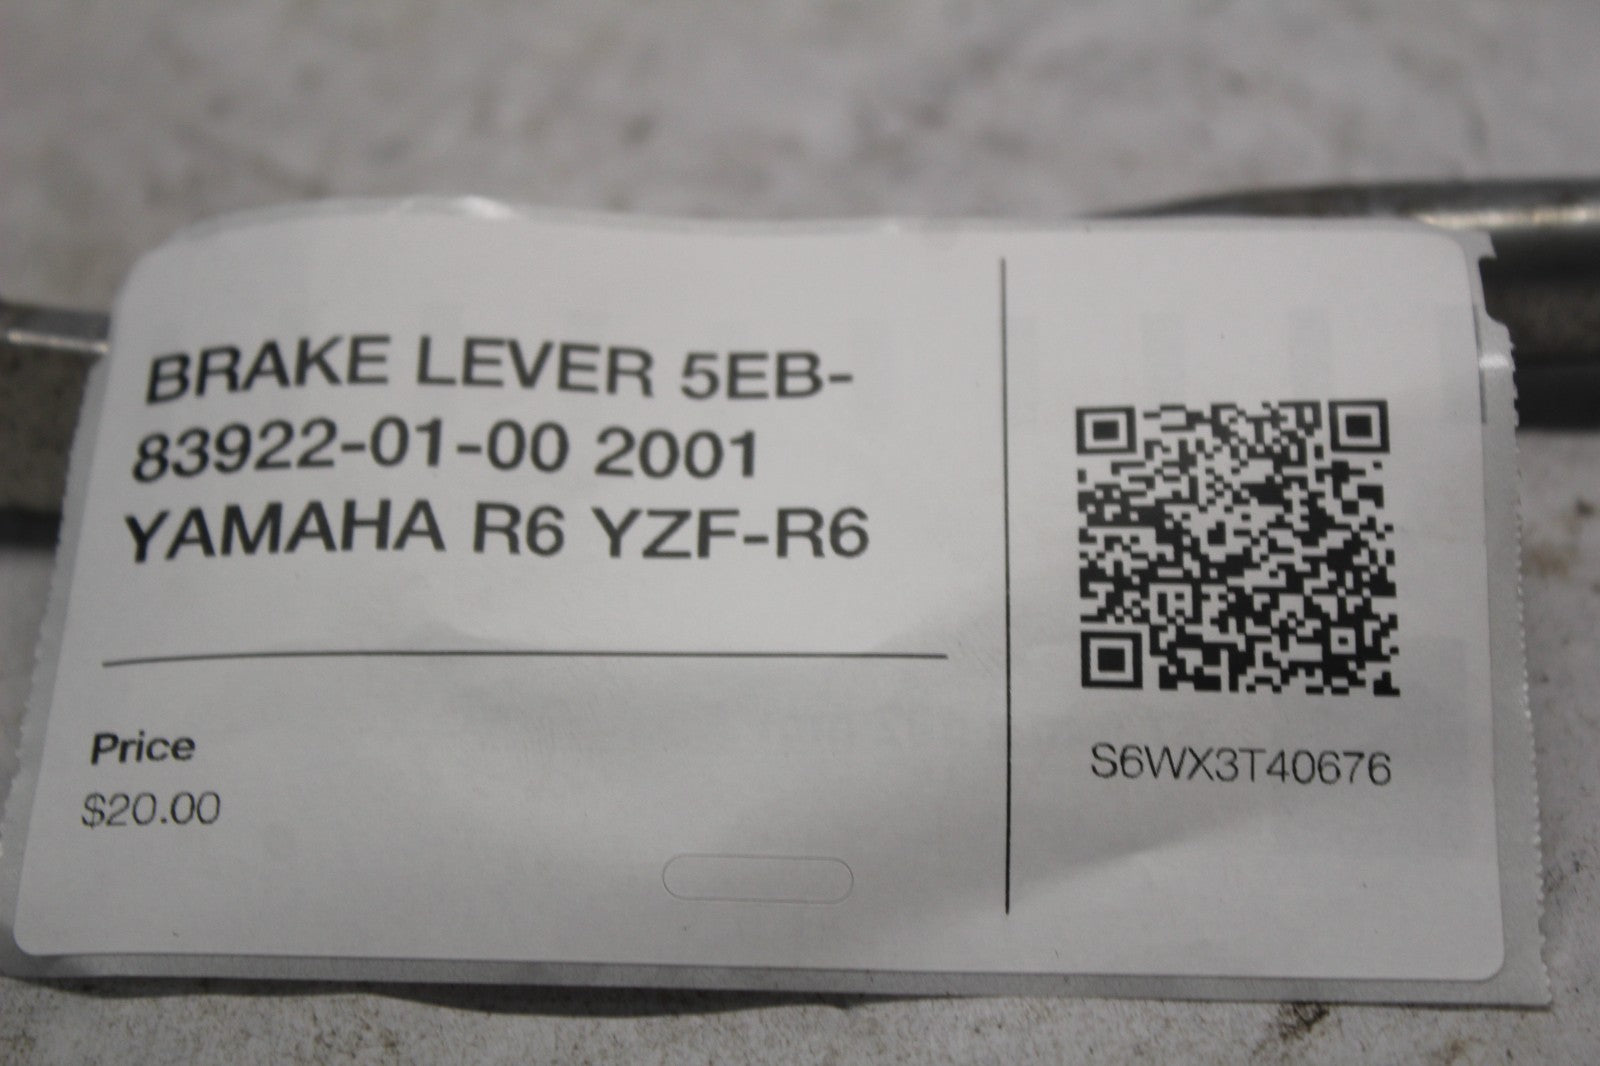 BRAKE LEVER 5EB-
83922-01-00 2001
YAMAHA R6 YZF-R6
Price
$20.00
S6WX3T40676